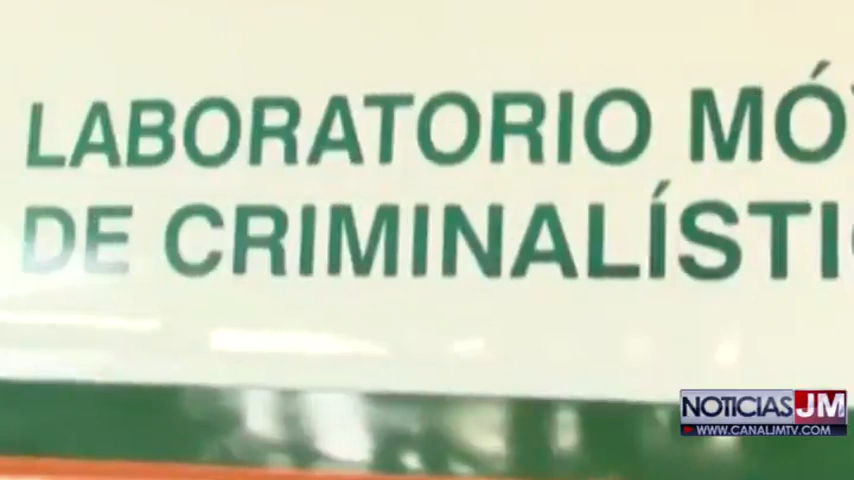 LABORATORIO MÓ
DE CRIMINALÍSTI
NOTICIAS JM
WWW.CANALJMTV.COM